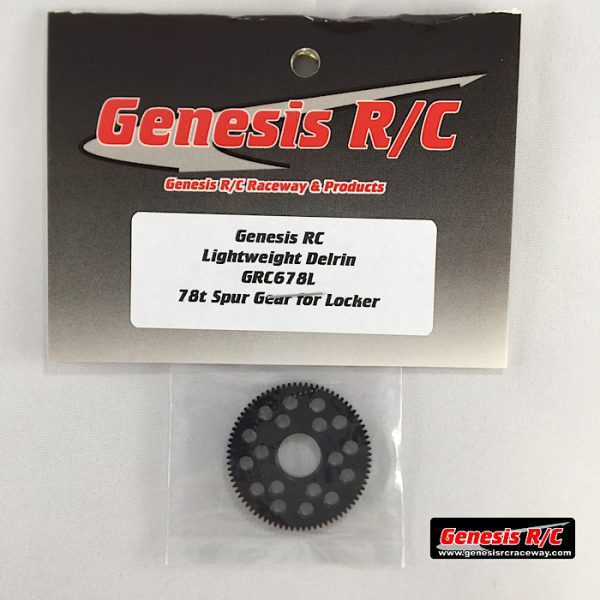 Genesis R/C
Genesis R/C Raceway & Products
Genesis RC
Lightweight Delrin
GRC678L
78t Spur Gear for Locker
Genesis R/C
www.genesisrcraceway.com